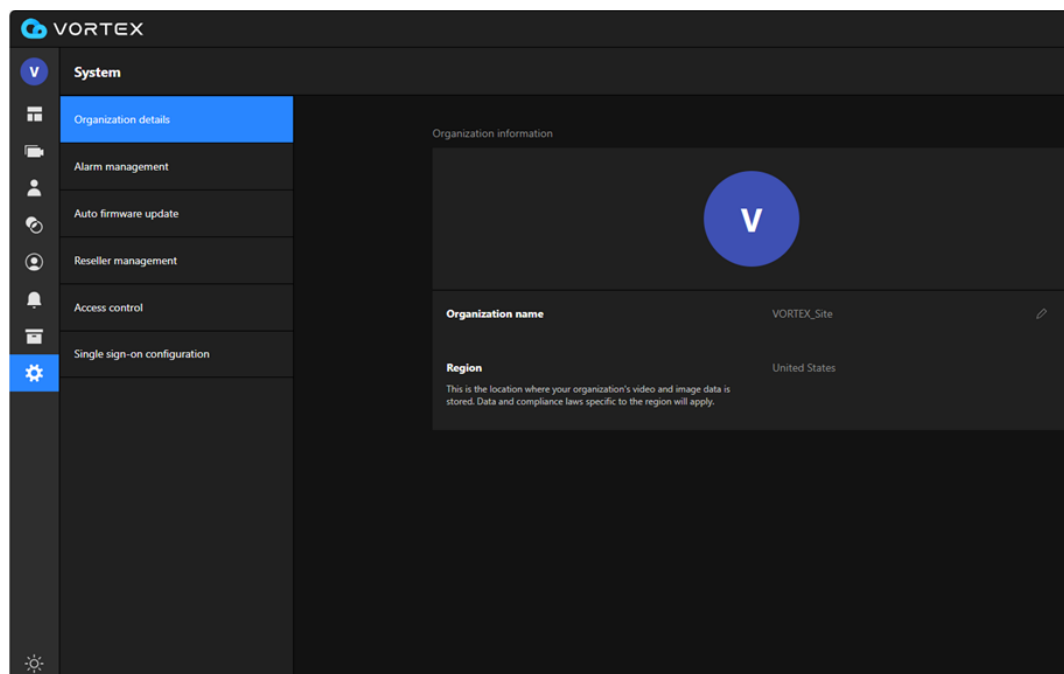 VORTEX
V
System
Organization details
Alarm management
Auto firmware update
Reseller management
Access control
Single sign-on configuration
Organization information
V
Organization name VORTEX_Site
Region United States
This is the location where your organization's video and image data is
stored. Data and compliance laws specific to the region will apply.